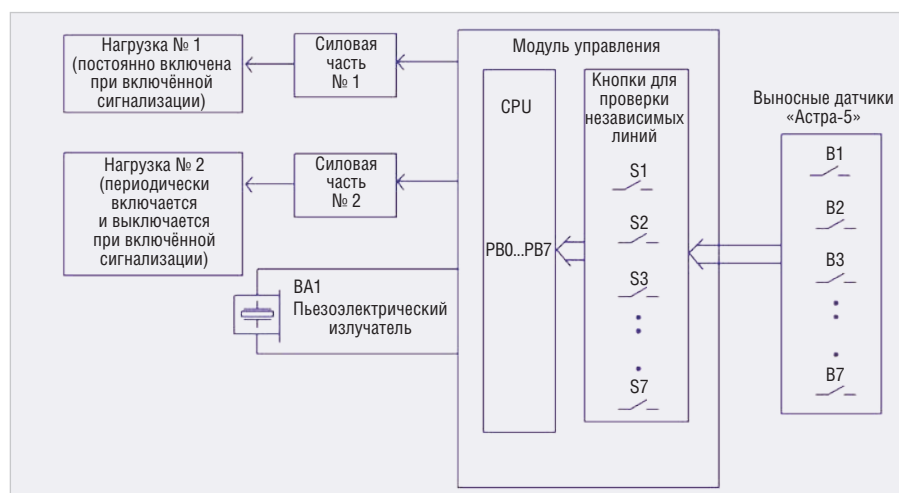 Нагрузка № 1
(постоянно включена
при включённой
сигнализации)
Силовая
часть
№ 1
Модуль управления
CPU
Кнопки для
проверки
независимых
линий
Выносные датчики
«Астра-5»
Нагрузка № 2
(периодически
включается
и выключается
при включённой
сигнализации)
Силовая
часть
№ 2
S1
S2
S3
S7
PB0...PB7
B1
B2
B3
B7
BA1
Пьезоэлектрический
излучатель